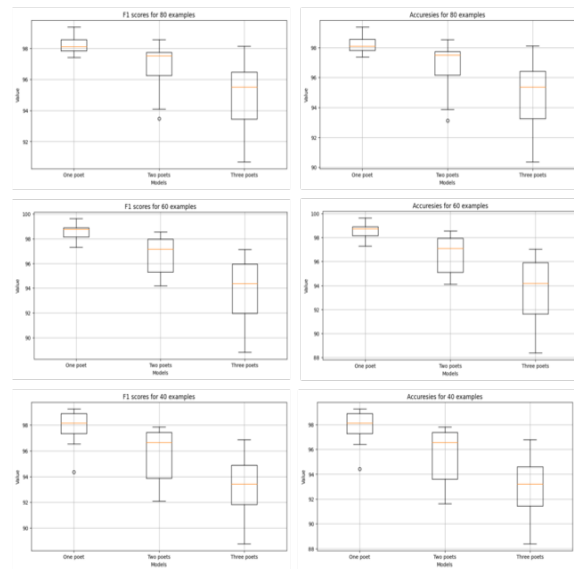 F1 scores for 80 examples
Value
98
96
94
92
One poet Two poets Three poets
Models
Accuresies for 80 examples
Value
98
96
94
92
90
One poet Two poets Three poets
Models
F1 scores for 60 examples
Value
100
98
96
94
92
90
One poet Two poets Three poets
Models
Accuresies for 60 examples
Value
100
98
96
94
92
90
88
One poet Two poets Three poets
Models
F1 scores for 40 examples
Value
98
96
94
92
90
One poet Two poets Three poets
Models
Accuresies for 40 examples
Value
98
96
94
92
90
88
One poet Two poets Three poets
Models